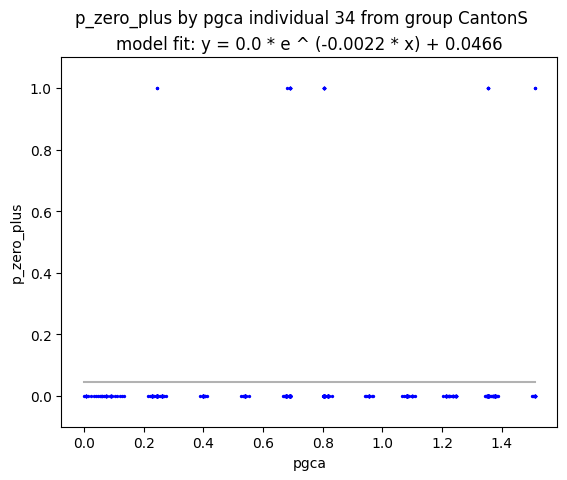 p_zero_plus by pgca individual 34 from group CantonS
model fit: y = 0.0 * e ^ (-0.0022 * x) + 0.0466
1.0
0.8
0.6
0.4
0.2
0.0
p_zero_plus
0.0 0.2 0.4 0.6 0.8 1.0 1.2 1.4
pgca